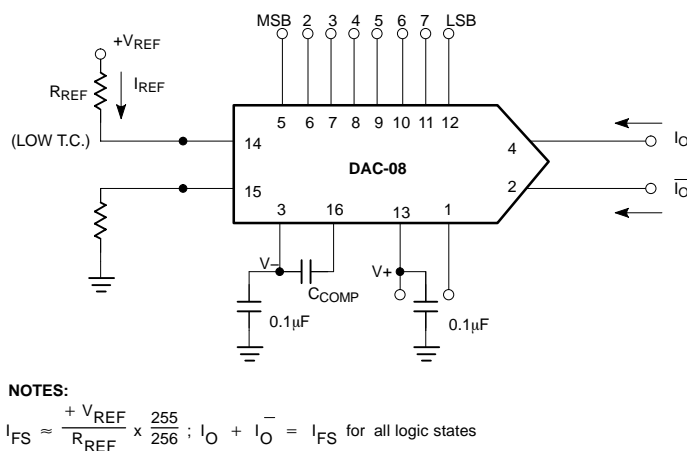 MSB 2 3 4 5 6 7 LSB
+VREF
RREF
IREF
(LOW T.C.)
5 6 7 8 9 10 11 12
14
4
IO
DAC-08
15
2
IO
3 16 13 1
V–
CCOMP
V+
0.1μF
0.1μF
NOTES:
IFS ≈ + VREF / RREF x 255 / 256 ; IO + I̅O̅ = IFS for all logic states